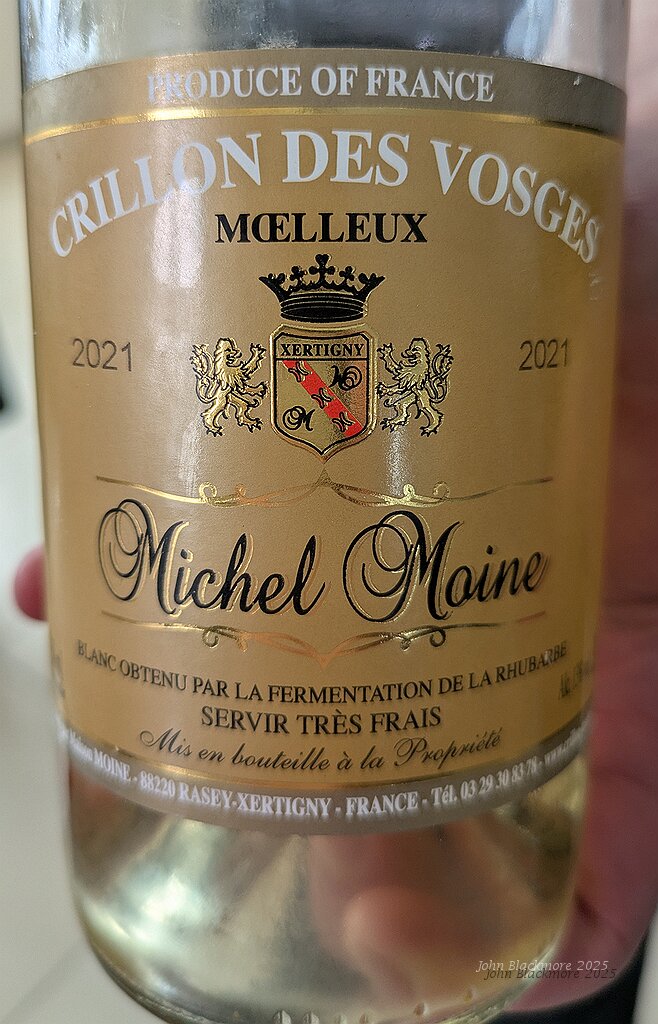 PRODUCE OF FRANCE
CRILLON DES VOSGES
MŒLLEUX
2021
2021
XERTIGNY
M
Michel Moine
BLANC OBTENU PAR LA FERMENTATION DE LA RHUBARBE
SERVIR TRÈS FRAIS
Mis en bouteille à la Propriété
MOINE - 88220 RASEY-XERTIGNY - FRANCE - Tél. 03 29 30 83 78 -
John Blackmore 2025
John Blackmore 2025